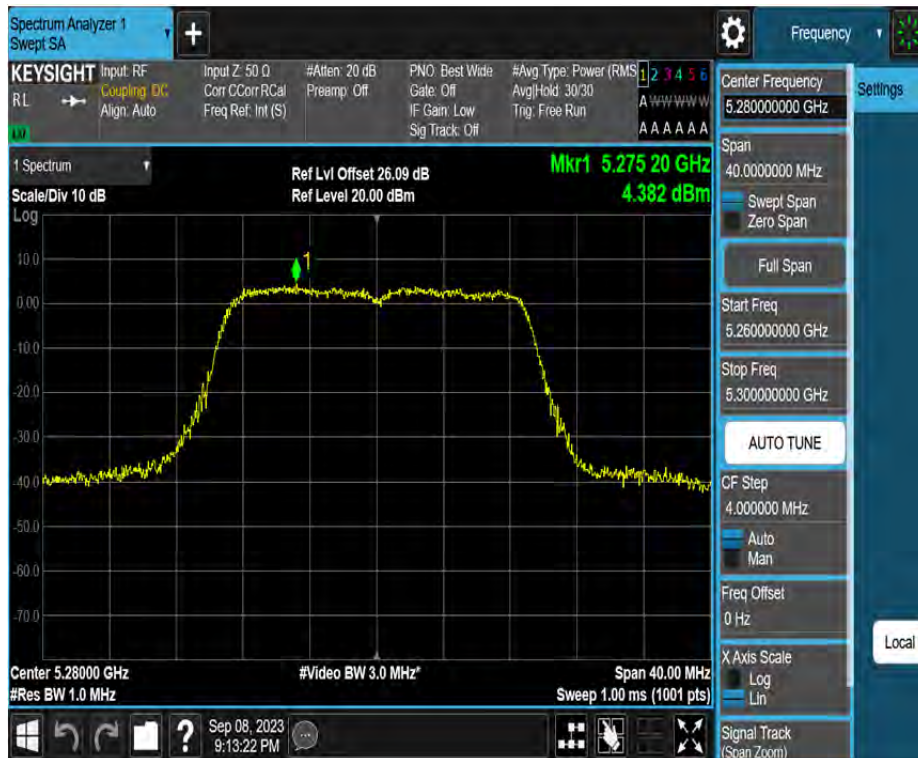 Spectrum Analyzer 1
Swept SA
Frequency
KEYSIGHT
RL
Input: RF
Coupling: DC
Align: Auto
Input Z: 50 Ω
Corr CCorr RCal
Freq Ref: Int (S)
#Atten: 20 dB
Preamp: Off
PNO: Best Wide
Gate: Off
IF Gain: Low
Sig Track: Off
#Avg Type: Power (RMS
Avg|Hold: 30/30
Trig: Free Run
1 2 3 4 5 6
A W W W W W
A A A A A A
1 Spectrum
Scale/Div 10 dB
Log
Ref Lvl Offset 26.09 dB
Ref Level 20.00 dBm
Mkr1 5.275 20 GHz
4.382 dBm
10.0
0.00
-10.0
-20.0
-30.0
-40.0
-50.0
-60.0
-70.0
1
Center 5.28000 GHz
#Res BW 1.0 MHz
#Video BW 3.0 MHz*
Span 40.00 MHz
Sweep 1.00 ms (1001 pts)
Sep 08, 2023
9:13:22 PM
Center Frequency
5.280000000 GHz
Span
40.0000000 MHz
Swept Span
Zero Span
Full Span
Start Freq
5.260000000 GHz
Stop Freq
5.300000000 GHz
AUTO TUNE
CF Step
4.000000 MHz
Auto
Man
Freq Offset
0 Hz
X Axis Scale
Log
Lin
Signal Track
(Span Zoom)
Settings
Local